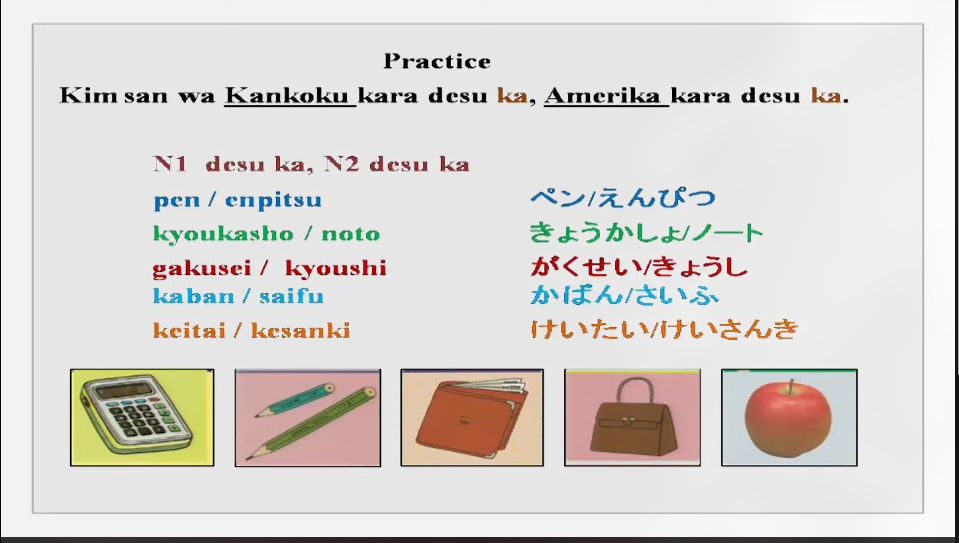 Practice
Kim san wa Kankoku kara desu ka, Amerika kara desu ka.
N1 desu ka, N2 desu ka
pen / enpitsu ペン/えんぴつ
kyoukasho / noto きょうかしょ/ノート
gakusei / kyoushi がくせい/きょうし
kaban / saifu かばん/さいふ
keitai / kesanki けいたい/けいさんき